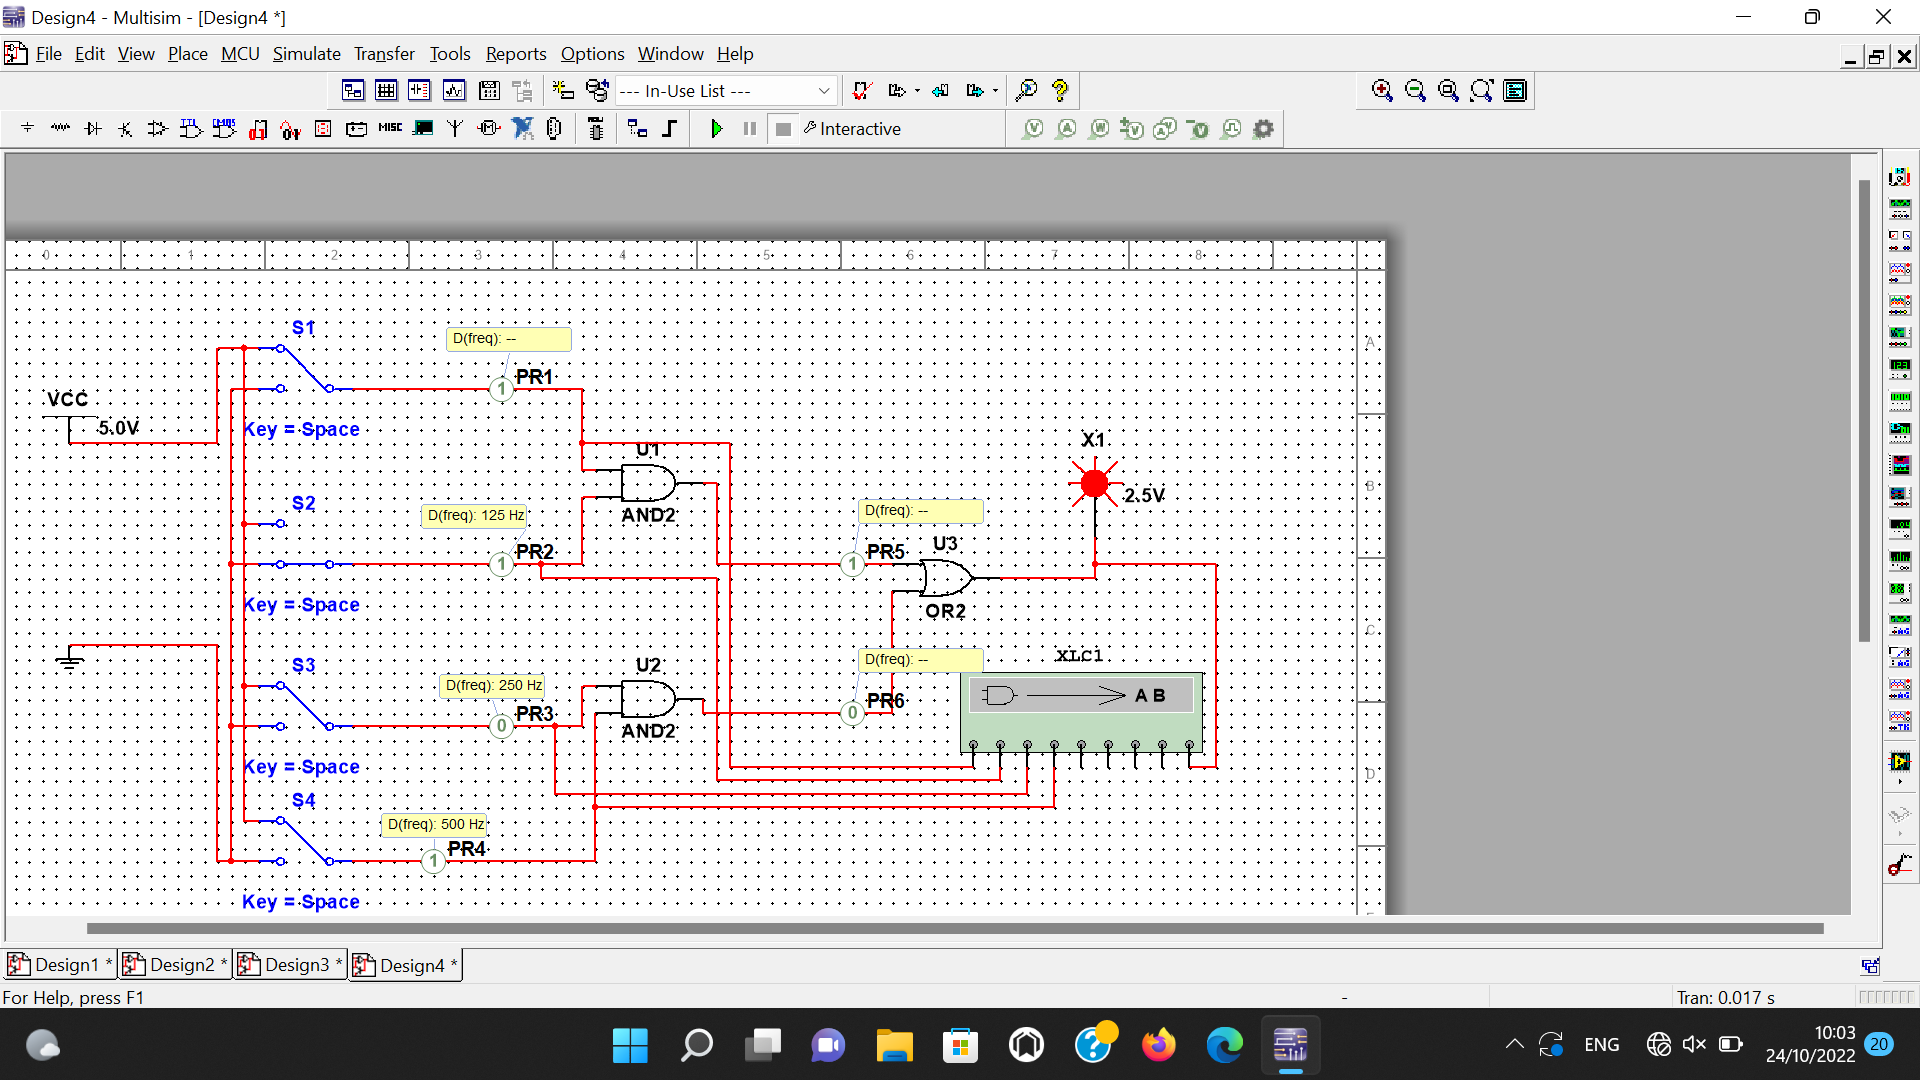 Design4 - Multisim - [Design4 *]
File Edit View Place MCU Simulate Transfer Tools Reports Options Window Help
--- In-Use List ---
MISC
Interactive
0 1 2 3 4 5 6 7 8
S1
D(freq): --
PR1
1
A
VCC
5.0V
Key = Space
X1
U1
2.5V
B
S2
D(freq): 125 Hz
AND2
D(freq): --
PR2
1
PR5
1
U3
Key = Space
OR2
C
S3
U2
D(freq): --
XLC1
D(freq): 250 Hz
PR3
0
PR6
0
A B
AND2
Key = Space
D
S4
D(freq): 500 Hz
PR4
1
Key = Space
Design1 * Design2 * Design3 * Design4 *
For Help, press F1
-
Tran: 0.017 s
ENG
10:03
24/10/2022
20